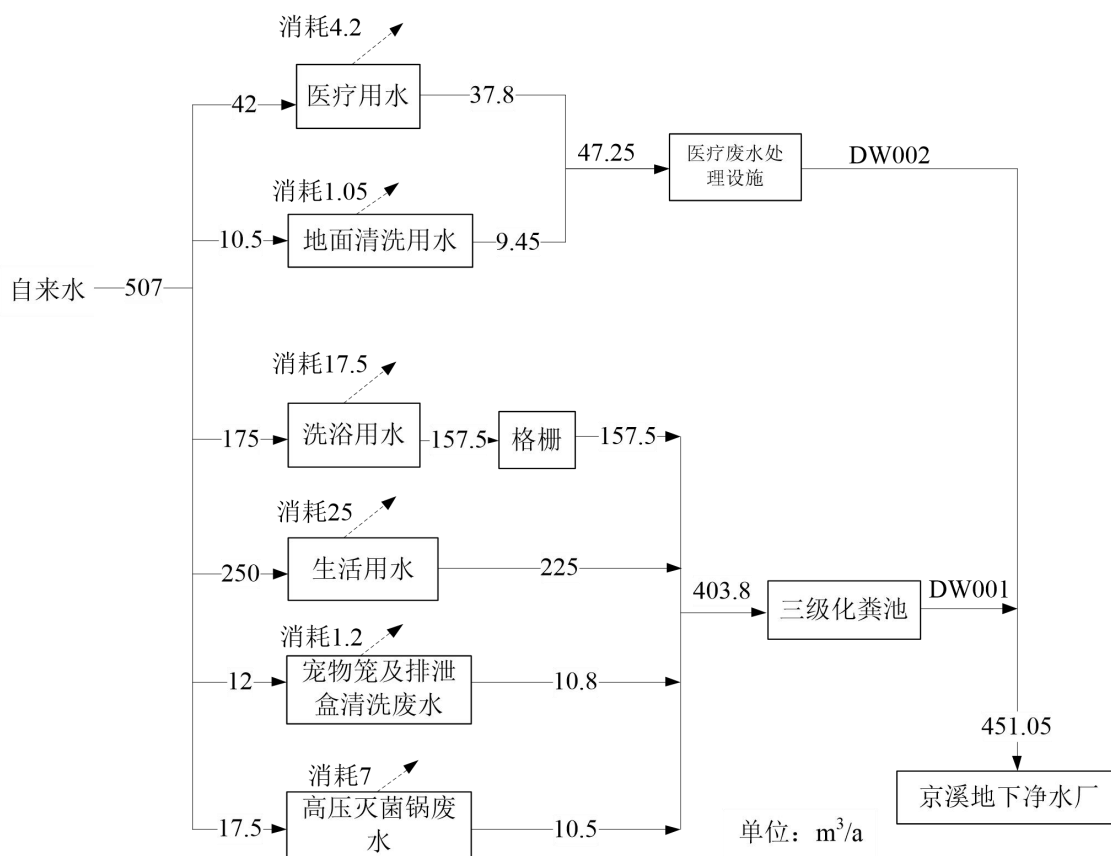 消耗4.2
42
医疗用水
37.8
47.25
医疗废水处
理设施
DW002
消耗1.05
10.5
地面清洗用水
9.45
自来水
507
消耗17.5
175
洗浴用水
157.5
格栅
157.5
消耗25
250
生活用水
225
403.8
三级化粪池
DW001
消耗1.2
12
宠物笼及排泄
盒清洗废水
10.8
451.05
京溪地下净水厂
消耗7
17.5
高压灭菌锅废
水
10.5
单位：m³/a